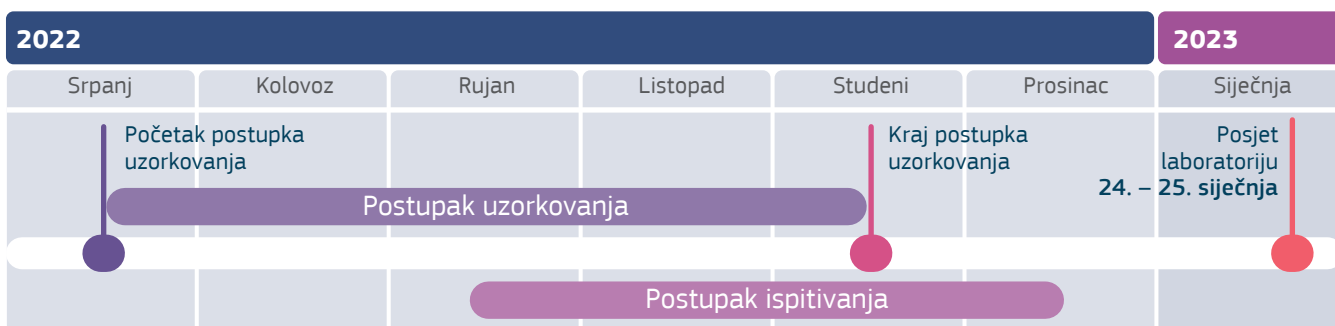 2022
2023
Srpanj
Kolovoz
Rujan
Listopad
Studeni
Prosinac
Siječnja
Početak postupka
uzorkovanja
Kraj postupka
uzorkovanja
Posjet
laboratoriju
24. – 25. siječnja
Postupak uzorkovanja
Postupak ispitivanja